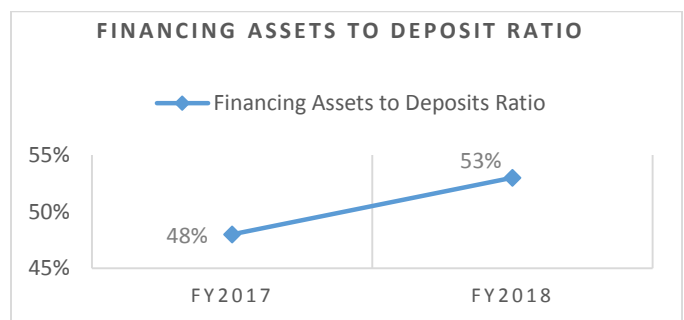 FINANCING ASSETS TO DEPOSIT RATIO
Financing Assets to Deposits Ratio
55%
53%
50%
48%
45%
FY2017 FY2018